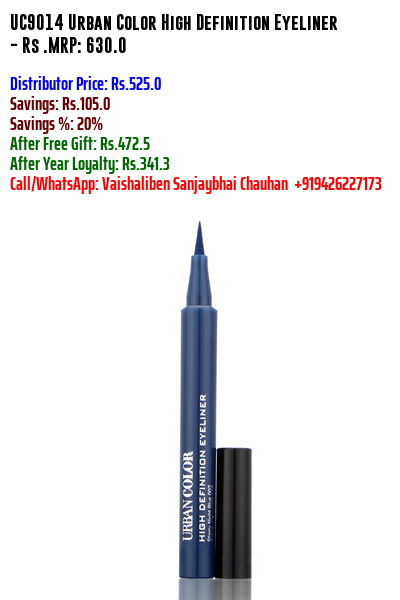 UC9014 Urban Color High Definition Eyeliner
- Rs .MRP: 630.0
Distributor Price: Rs.525.0
Savings: Rs.105.0
Savings %: 20%
After Free Gift: Rs.472.5
After Year Loyalty: Rs.341.3
Call/WhatsApp: Vaishaliben Sanjaybhai Chauhan +919426227173
URBAN COLOR
HIGH DEFINITION EYELINER